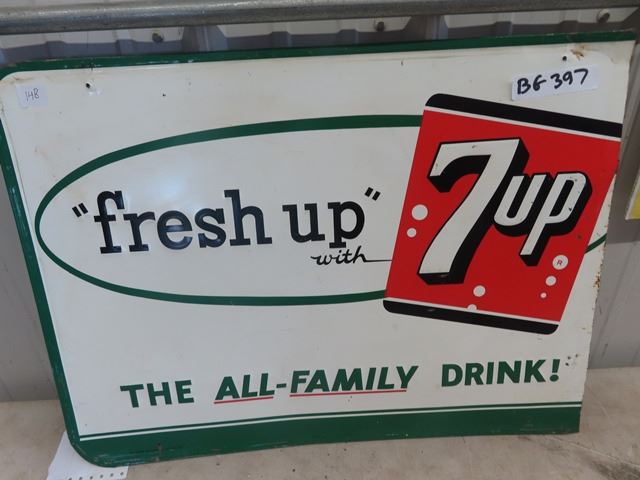 148
BG 397
"fresh up"
with
7up
®
THE ALL-FAMILY DRINK!